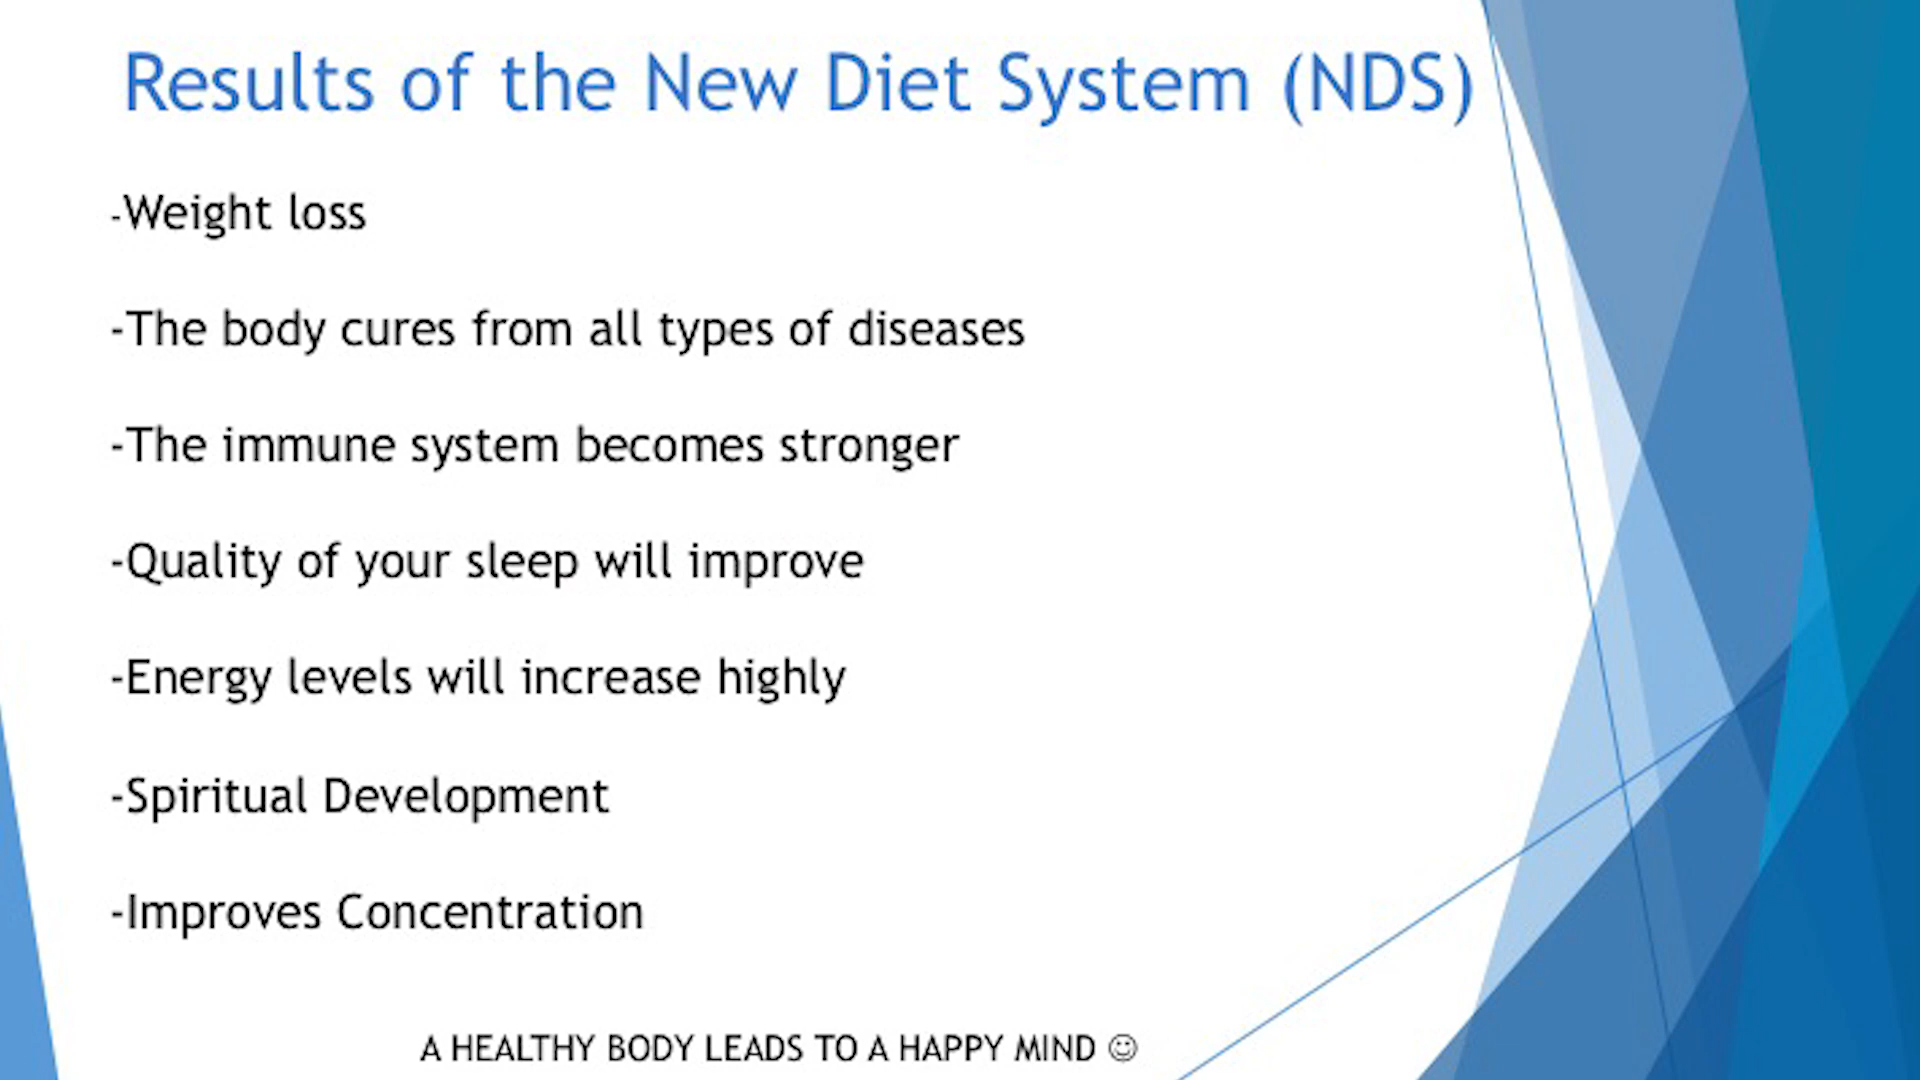 Results of the New Diet System (NDS)
-Weight loss
-The body cures from all types of diseases
-The immune system becomes stronger
-Quality of your sleep will improve
-Energy levels will increase highly
-Spiritual Development
-Improves Concentration
A HEALTHY BODY LEADS TO A HAPPY MIND ☺